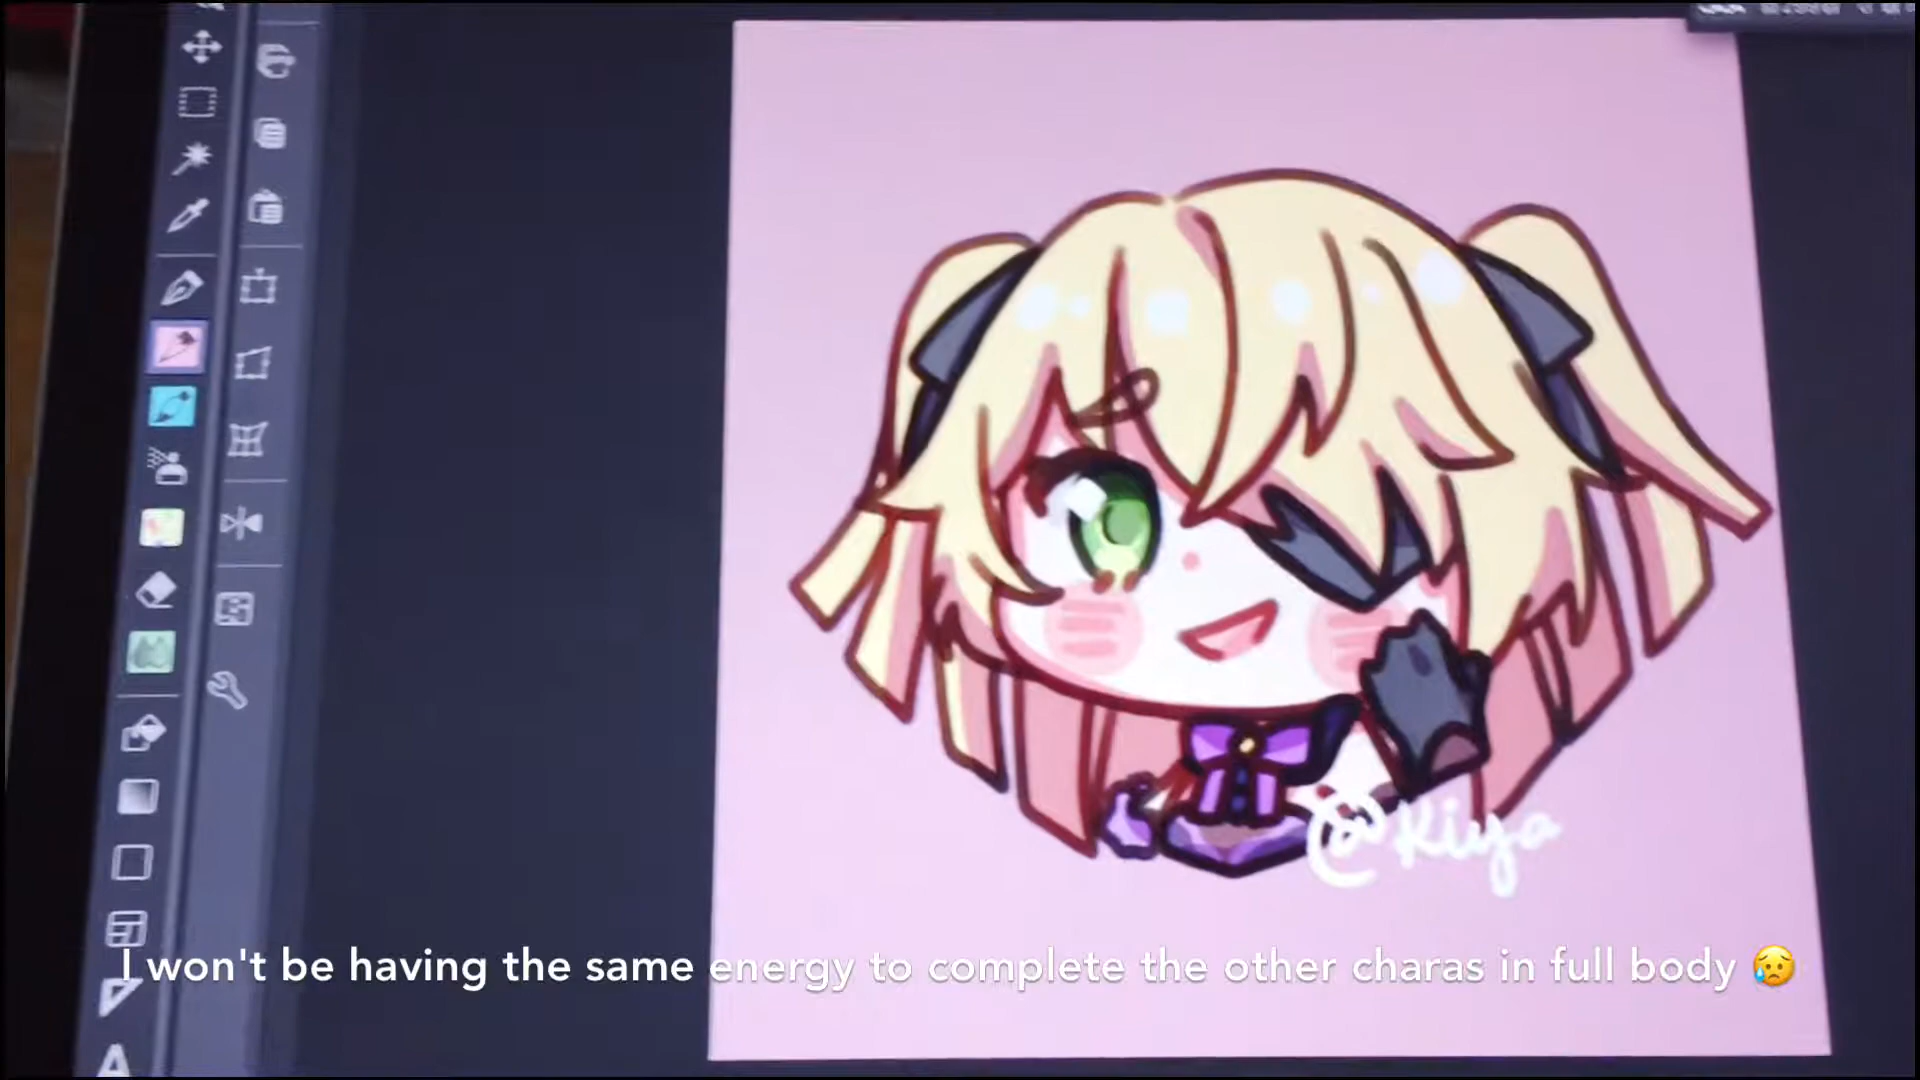 @Kiya
I won't be having the same energy to complete the other charas in full body 😥